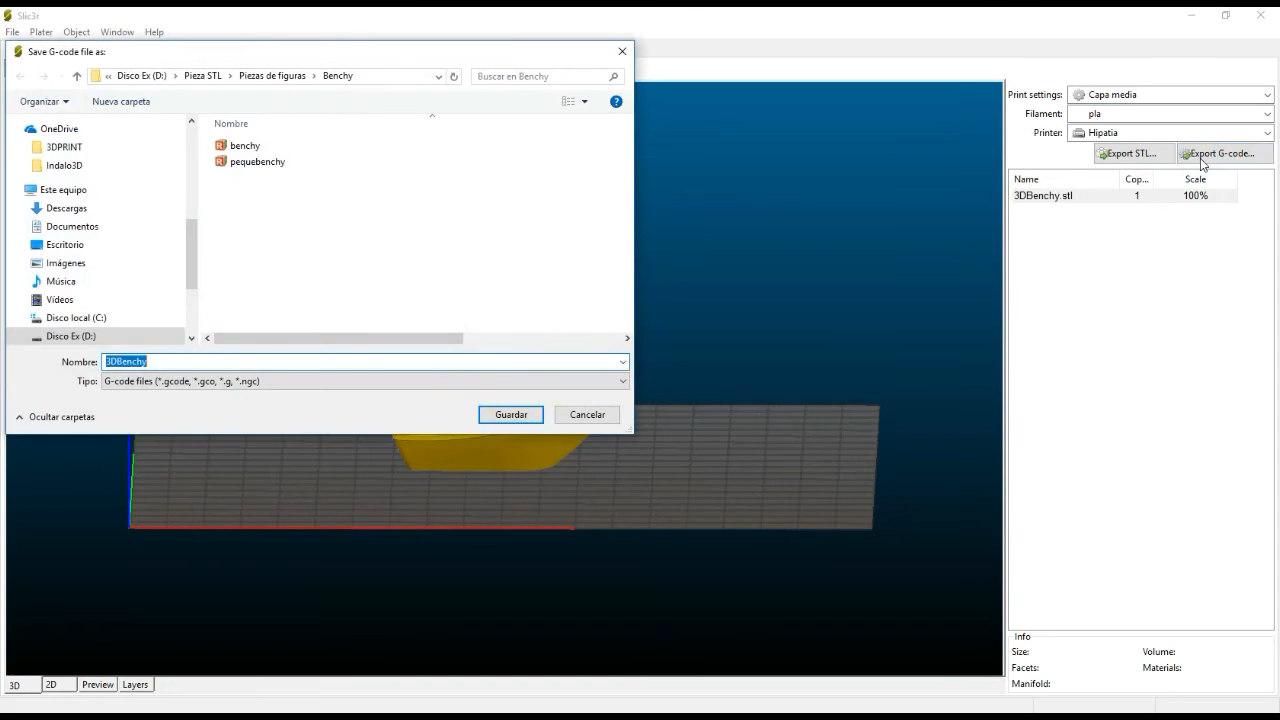 Slic3r
File Plater Object Window Help
Save G-code file as:
« Disco Ex (D:) > Pieza STL > Piezas de figuras > Benchy
Buscar en Benchy
Organizar
Nueva carpeta
OneDrive
3DPRINT
Indalo3D
Este equipo
Descargas
Documentos
Escritorio
Imágenes
Música
Vídeos
Disco local (C:)
Disco Ex (D:)
Nombre
benchy
pequebenchy
Nombre: 3DBenchy
Tipo: G-code files (*.gcode, *.gco, *.g, *.ngc)
Ocultar carpetas
Guardar
Cancelar
Print settings: Capa media
Filament: pla
Printer: Hipatia
Export STL...
Export G-code...
Name Cop... Scale
3DBenchy.stl 1 100%
Info
Size: Volume:
Facets: Materials:
Manifold:
3D 2D Preview Layers